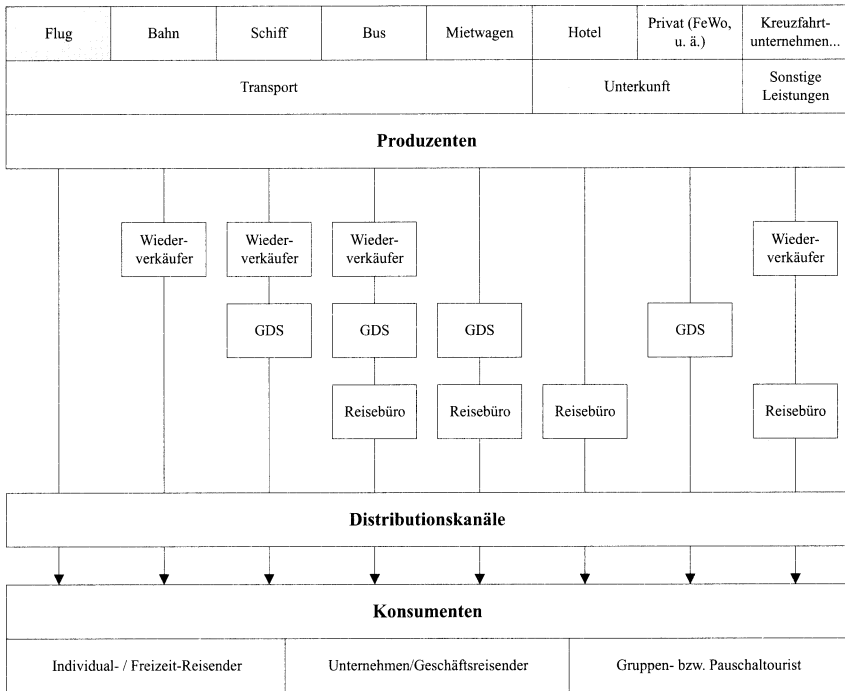 Flug Bahn Schiff Bus Mietwagen Hotel Privat (FeWo, u. ä.) Kreuzfahrt-
unternehmen...
Transport Unterkunft Sonstige
Leistungen
Produzenten
Wieder-
verkäufer
Wieder-
verkäufer
Wieder-
verkäufer
Wieder-
verkäufer
GDS GDS GDS GDS
Reisebüro Reisebüro Reisebüro Reisebüro
Distributionskanäle
Konsumenten
Individual- / Freizeit-Reisender Unternehmen/Geschäftsreisender Gruppen- bzw. Pauschaltourist